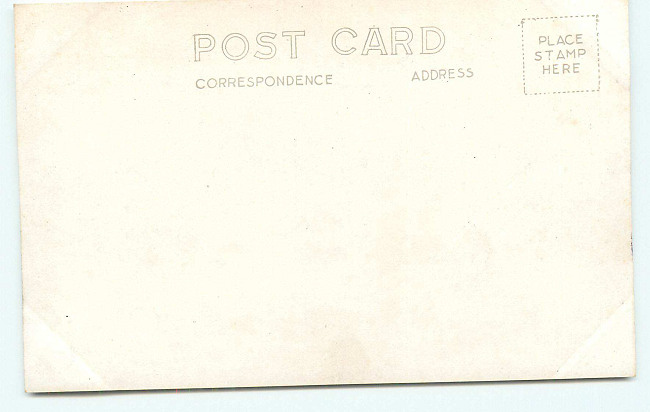 POST CARD
CORRESPONDENCE ADDRESS
PLACE
STAMP
HERE